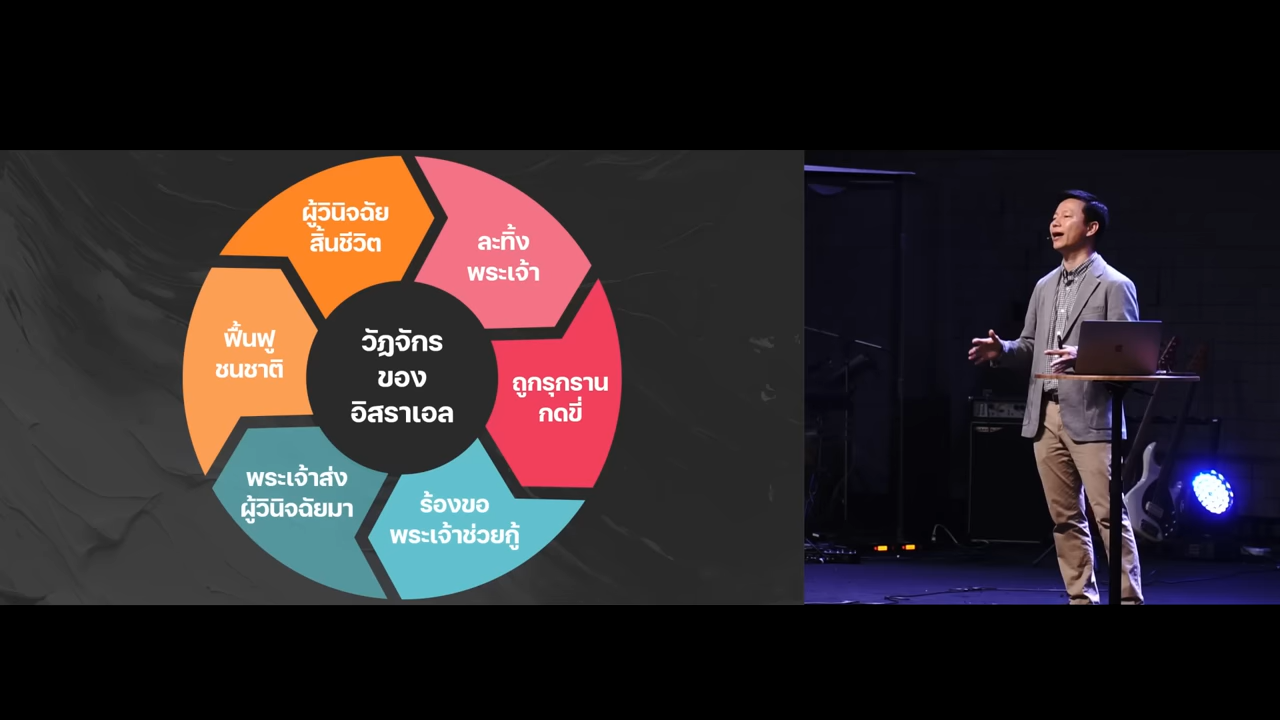 วัฏจักร
ของ
อิสราเอล
ละทิ้ง
พระเจ้า
ถูกรุกราน
กดขี่
ร้องขอ
พระเจ้าช่วยกู้
พระเจ้าส่ง
ผู้วินิจฉัยมา
ฟื้นฟู
ชนชาติ
ผู้วินิจฉัย
สิ้นชีวิต